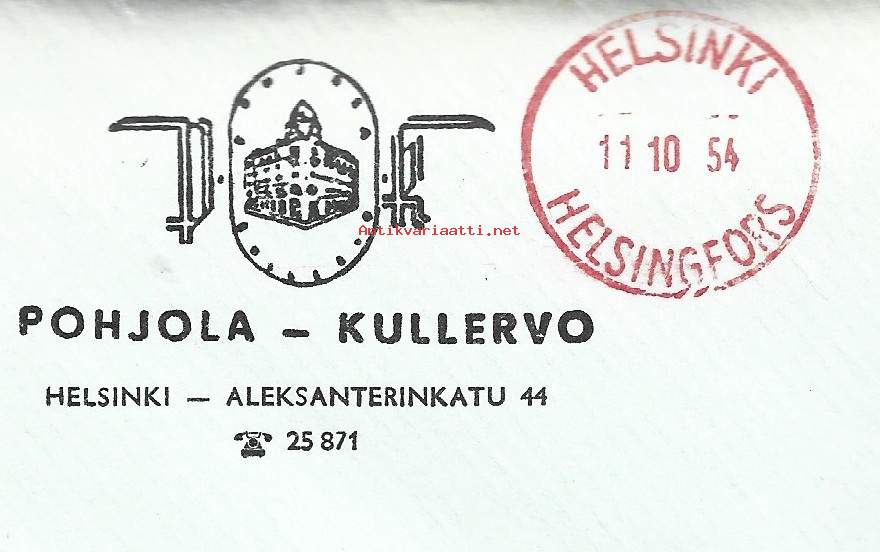 HELSINKI
11 10 54
HELSINGFORS
Antikvariaatti.net
POHJOLA – KULLERVO
HELSINKI – ALEKSANTERINKATU 44
☎ 25 871